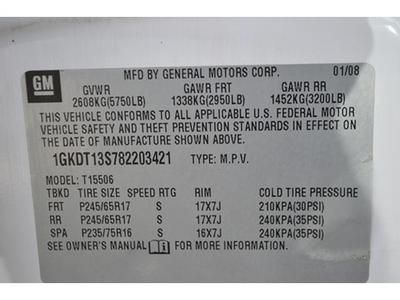 GM
MFD BY GENERAL MOTORS CORP. 01/08
GVWR GAWR FRT GAWR RR
2608KG(5750LB) 1338KG(2950LB) 1452KG(3200LB)
THIS VEHICLE CONFORMS TO ALL APPLICABLE U.S. FEDERAL MOTOR
VEHICLE SAFETY AND THEFT PREVENTION STANDARDS IN EFFECT ON
THE DATE OF MANUFACTURE SHOWN ABOVE.
1GKDT13S782203421 TYPE: M.P.V.
MODEL: T15506
TBKD TIRE SIZE SPEED RTG RIM COLD TIRE PRESSURE
FRT P245/65R17 S 17X7J 210KPA(30PSI)
RR P245/65R17 S 17X7J 240KPA(35PSI)
SPA P235/75R16 S 16X7J 240KPA(35PSI)
SEE OWNER'S MANUAL FOR MORE INFORMATION.